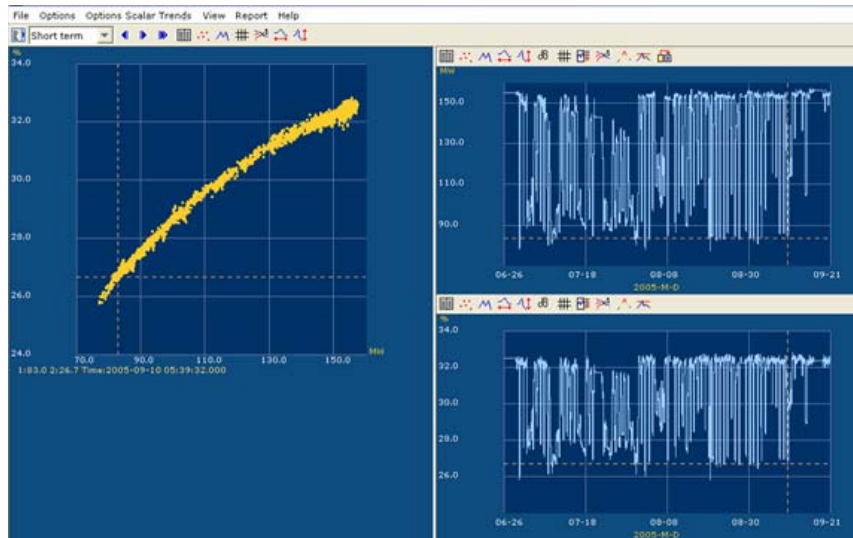 File Options Options Scalar Trends View Report Help
Short term
%
34.0
32.0
30.0
28.0
26.0
24.0
70.0 90.0 110.0 130.0 150.0 MW
1:83.0 2:26.7 Time:2005-09-10 05:39:32.000
MW
150.0
130.0
110.0
90.0
06-26 07-18 08-08 08-30 09-21
2005-M-D
%
34.0
32.0
30.0
28.0
26.0
06-26 07-18 08-08 08-30 09-21
2005-M-D